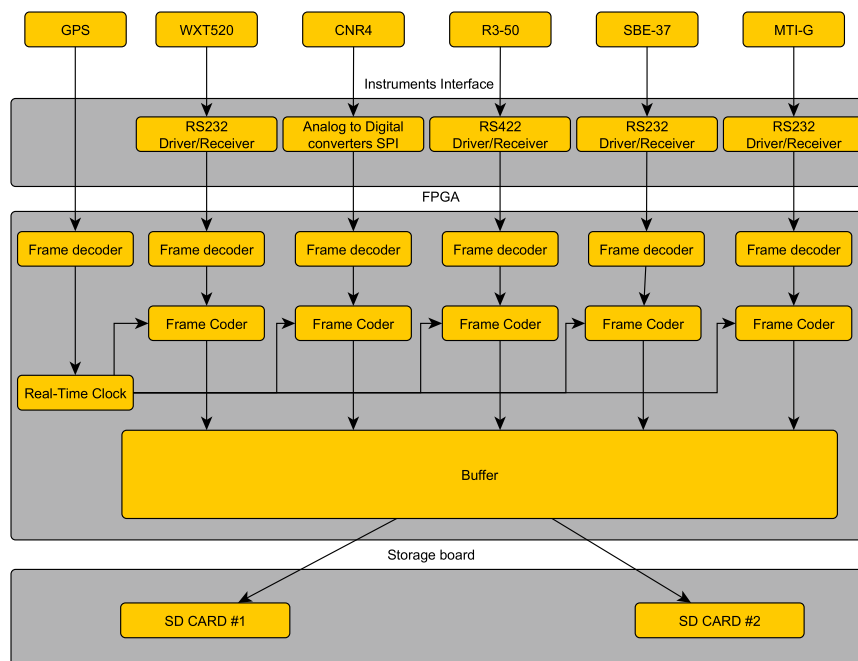 GPS
WXT520
CNR4
R3-50
SBE-37
MTI-G
Instruments Interface
RS232
Driver/Receiver
Analog to Digital
converters SPI
RS422
Driver/Receiver
RS232
Driver/Receiver
RS232
Driver/Receiver
FPGA
Frame decoder
Frame decoder
Frame decoder
Frame decoder
Frame decoder
Frame decoder
Frame Coder
Frame Coder
Frame Coder
Frame Coder
Frame Coder
Real-Time Clock
Buffer
Storage board
SD CARD #1
SD CARD #2